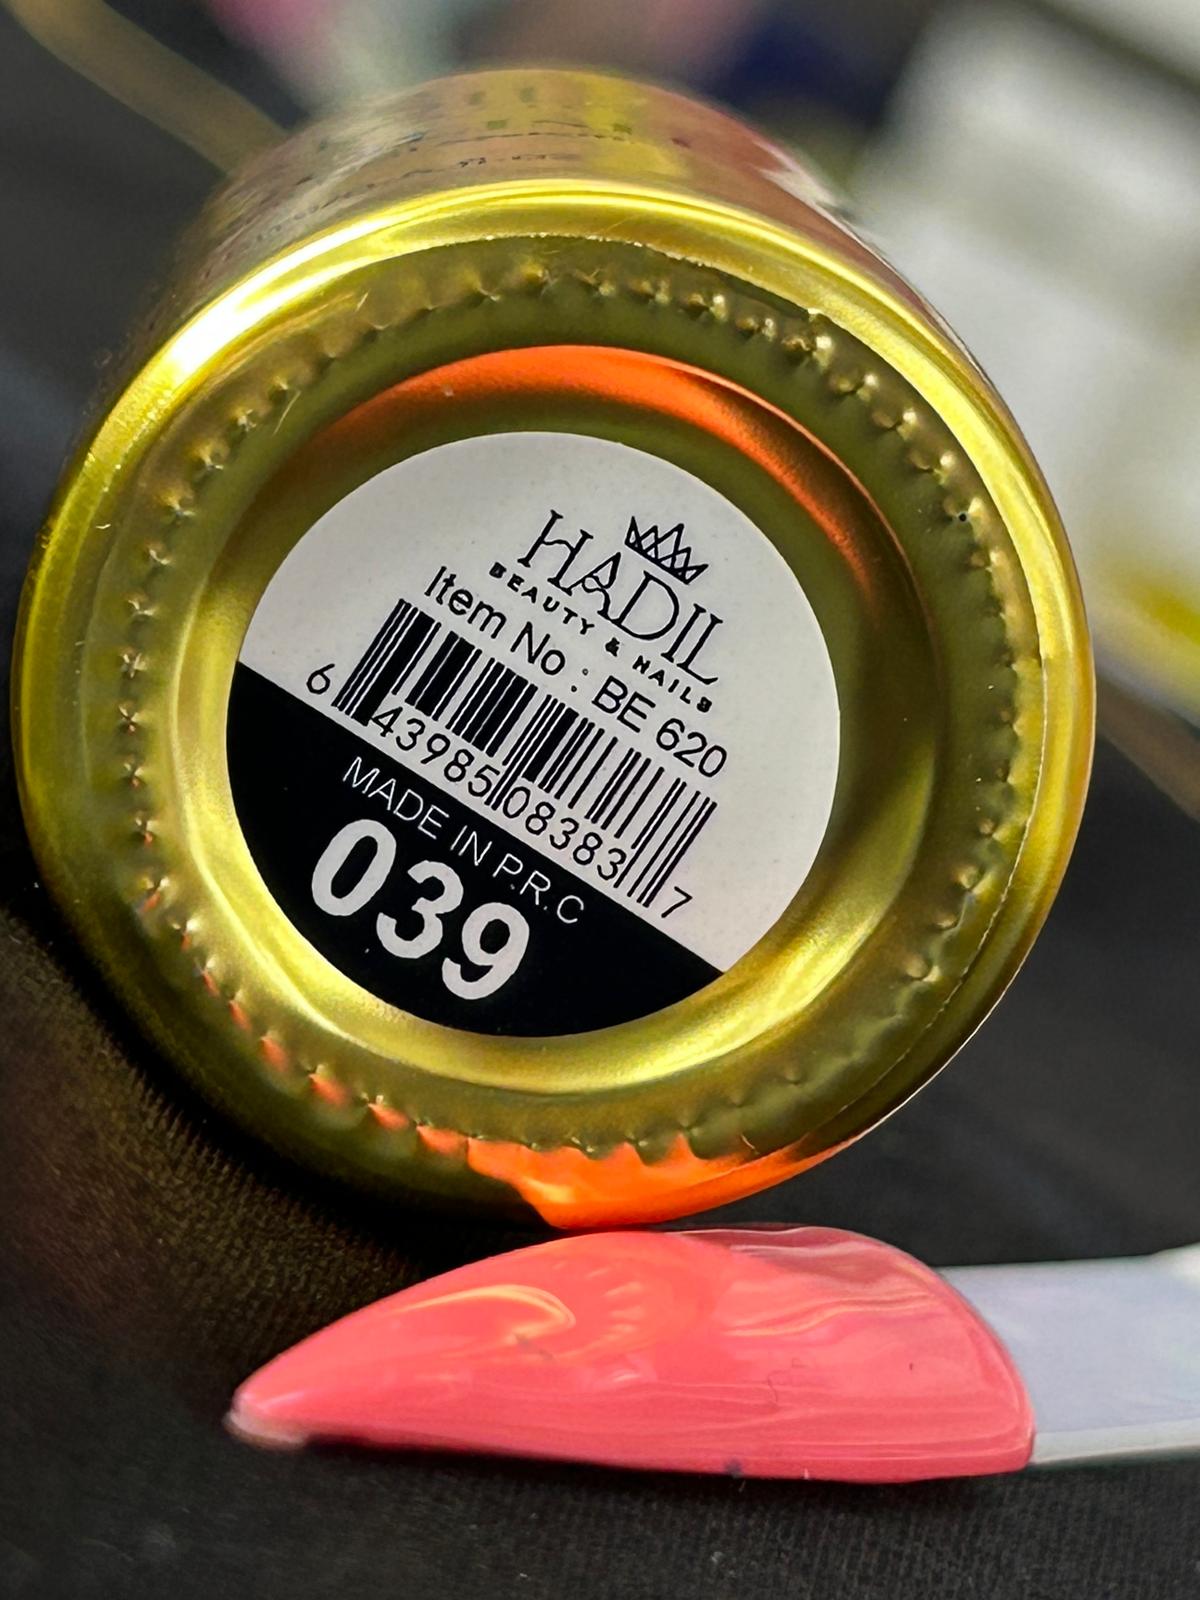 HADIL
BEAUTY & NAILS
Item No : BE 620
6 43985 08383 7
MADE IN P.R.C
039